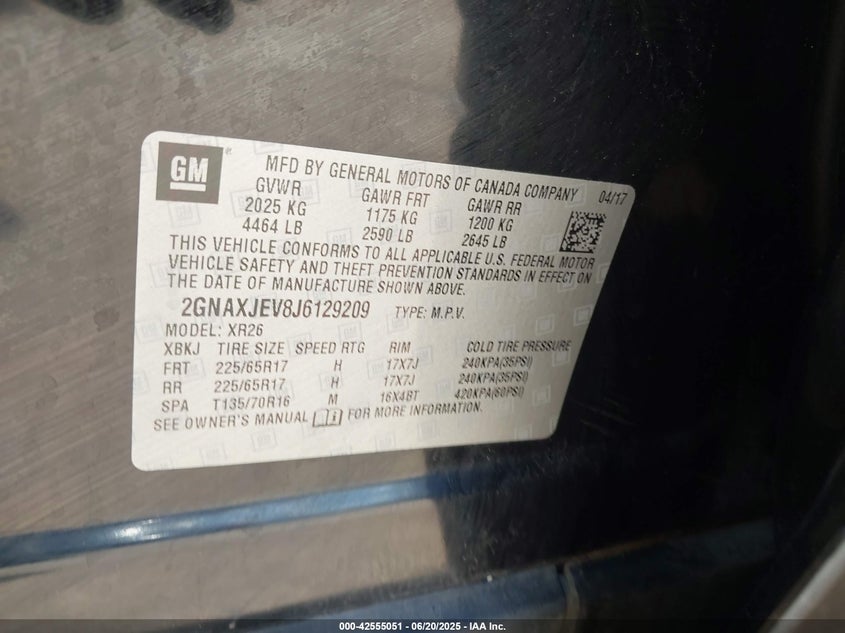 GM
MFD BY GENERAL MOTORS OF CANADA COMPANY 04/17
GVWR GAWR FRT GAWR RR
2025 KG 1175 KG 1200 KG
4464 LB 2590 LB 2645 LB
THIS VEHICLE CONFORMS TO ALL APPLICABLE U.S. FEDERAL MOTOR
VEHICLE SAFETY AND THEFT PREVENTION STANDARDS IN EFFECT ON
THE DATE OF MANUFACTURE SHOWN ABOVE.
2GNAXJEV8J6129209 TYPE: M.P.V.
MODEL: XR26
XBKJ TIRE SIZE SPEED RTG RIM COLD TIRE PRESSURE
FRT 225/65R17 H 17X7J 240KPA(35PSI)
RR 225/65R17 H 17X7J 240KPA(35PSI)
SPA T135/70R16 M 16X4BT 420KPA(60PSI)
SEE OWNER'S MANUAL FOR MORE INFORMATION.
000-42555051 - 06/20/2025 - IAA Inc.